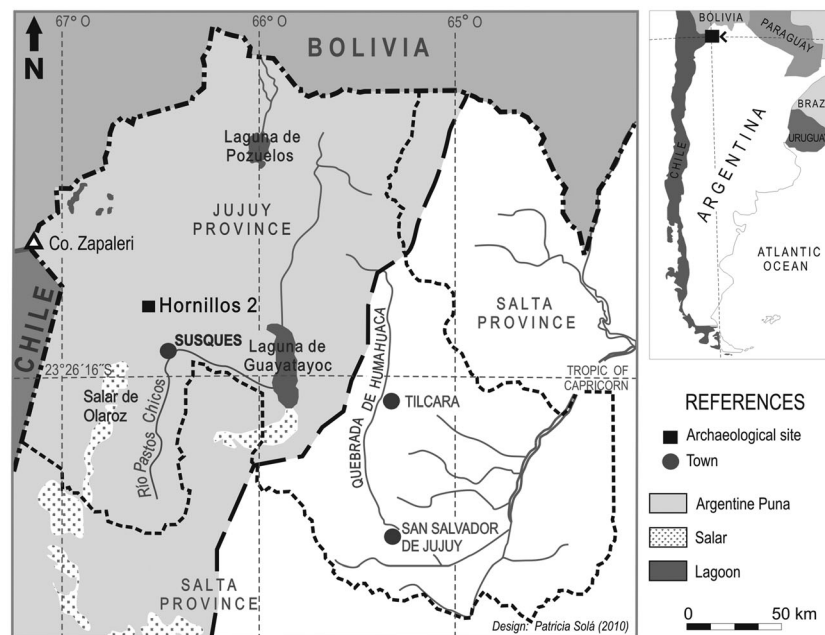 67° O
66° O
65° O
N
BOLIVIA
Laguna de
Pozuelos
JUJUY
PROVINCE
Co. Zapaleri
CHILE
Hornillos 2
SUSQUES
Laguna de
Guayatayoc
23°26´16¨S
Salar de
Olaroz
Río Pastos Chicos
QUEBRADA DE HUMAHUACA
SALTA
PROVINCE
TROPIC OF
CAPRICORN
TILCARA
SAN SALVADOR
DE JUJUY
SALTA
PROVINCE
Design: Patricia Solá (2010)
BOLIVIA
PARAGUAY
BRAZ
URUGUAY
CHILE
ARGENTINA
ATLANTIC
OCEAN
REFERENCES
Archaeological site
Town
Argentine Puna
Salar
Lagoon
0
50 km